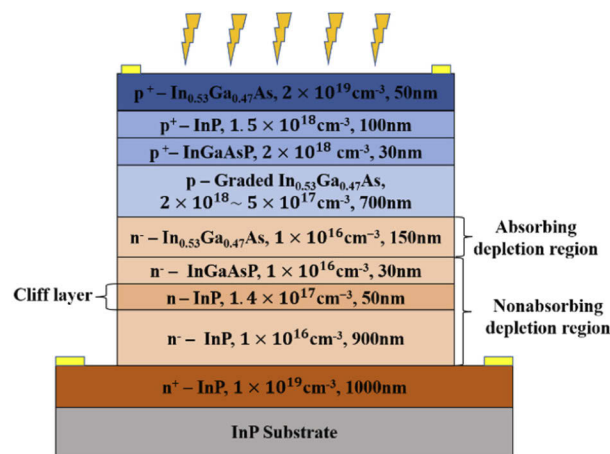 p⁺− In₀.₅₃Ga₀.₄₇As, 2 × 10¹⁹cm⁻³, 50nm
p⁺−InP, 1.5 × 10¹⁸cm⁻³, 100nm
p⁺−InGaAsP, 2 × 10¹⁸ cm⁻³, 30nm
p − Graded In₀.₅₃Ga₀.₄₇As,
2 × 10¹⁸~ 5 × 10¹⁷cm⁻³, 700nm
n⁻− In₀.₅₃Ga₀.₄₇As, 1 × 10¹⁶cm⁻³, 150nm
Absorbing
depletion region
n⁻− InGaAsP, 1 × 10¹⁶cm⁻³, 30nm
Cliff layer
n−InP, 1.4 × 10¹⁷cm⁻³, 50nm
n⁻ InP, 1 × 10¹⁶cm⁻³, 900nm
Nonabsorbing
depletion region
n⁺ − InP, 1 × 10¹⁹cm⁻³, 1000nm
InP Substrate